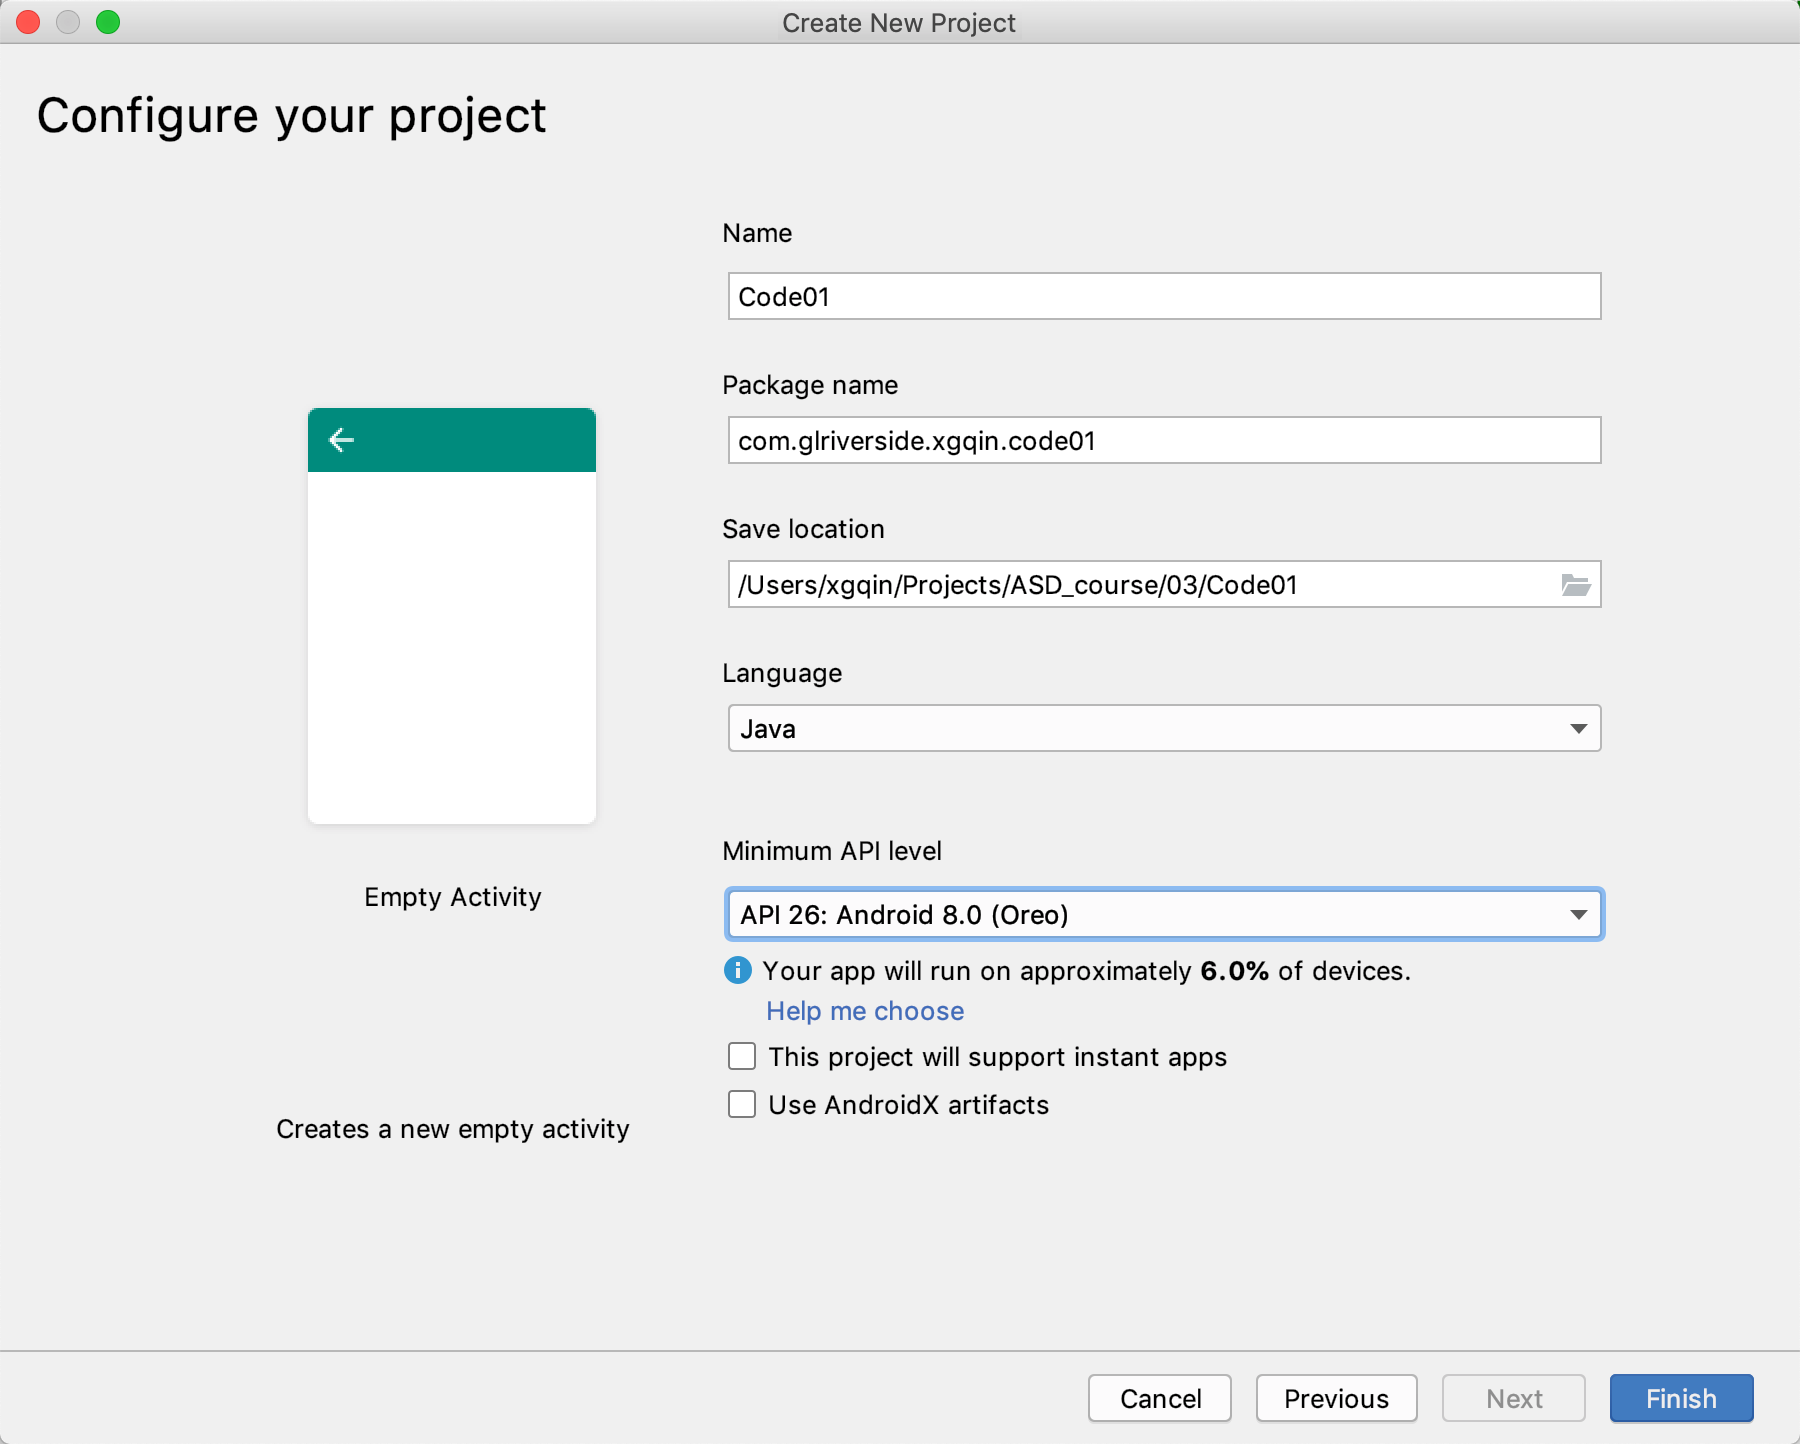 Create New Project
Configure your project
Name
Code01
Package name
com.glriverside.xgqin.code01
Save location
/Users/xgqin/Projects/ASD_course/03/Code01
Language
Java
Minimum API level
API 26: Android 8.0 (Oreo)
Your app will run on approximately 6.0% of devices.
Help me choose
This project will support instant apps
Use AndroidX artifacts
Empty Activity
Creates a new empty activity
Cancel
Previous
Next
Finish